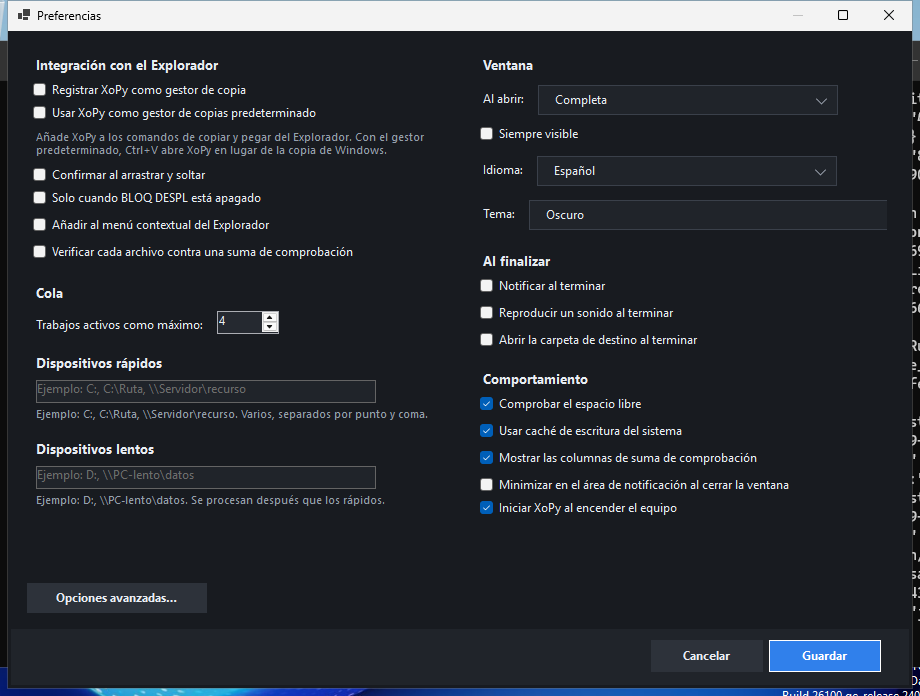 Preferencias
Integración con el Explorador
Registrar XoPy como gestor de copia
Usar XoPy como gestor de copias predeterminado
Añade XoPy a los comandos de copiar y pegar del Explorador. Con el gestor
predeterminado, Ctrl+V abre XoPy en lugar de la copia de Windows.
Confirmar al arrastrar y soltar
Solo cuando BLOQ DESPL está apagado
Añadir al menú contextual del Explorador
Verificar cada archivo contra una suma de comprobación
Cola
Trabajos activos como máximo: 4
Dispositivos rápidos
Ejemplo: C:, C:\Ruta, \\Servidor\recurso
Ejemplo: C:, C:\Ruta, \\Servidor\recurso. Varios, separados por punto y coma.
Dispositivos lentos
Ejemplo: D:, \\PC-lento\datos
Ejemplo: D:, \\PC-lento\datos. Se procesan después que los rápidos.
Opciones avanzadas...
Ventana
Al abrir: Completa
Siempre visible
Idioma: Español
Tema: Oscuro
Al finalizar
Notificar al terminar
Reproducir un sonido al terminar
Abrir la carpeta de destino al terminar
Comportamiento
Comprobar el espacio libre
Usar caché de escritura del sistema
Mostrar las columnas de suma de comprobación
Minimizar en el área de notificación al cerrar la ventana
Iniciar XoPy al encender el equipo
Cancelar
Guardar